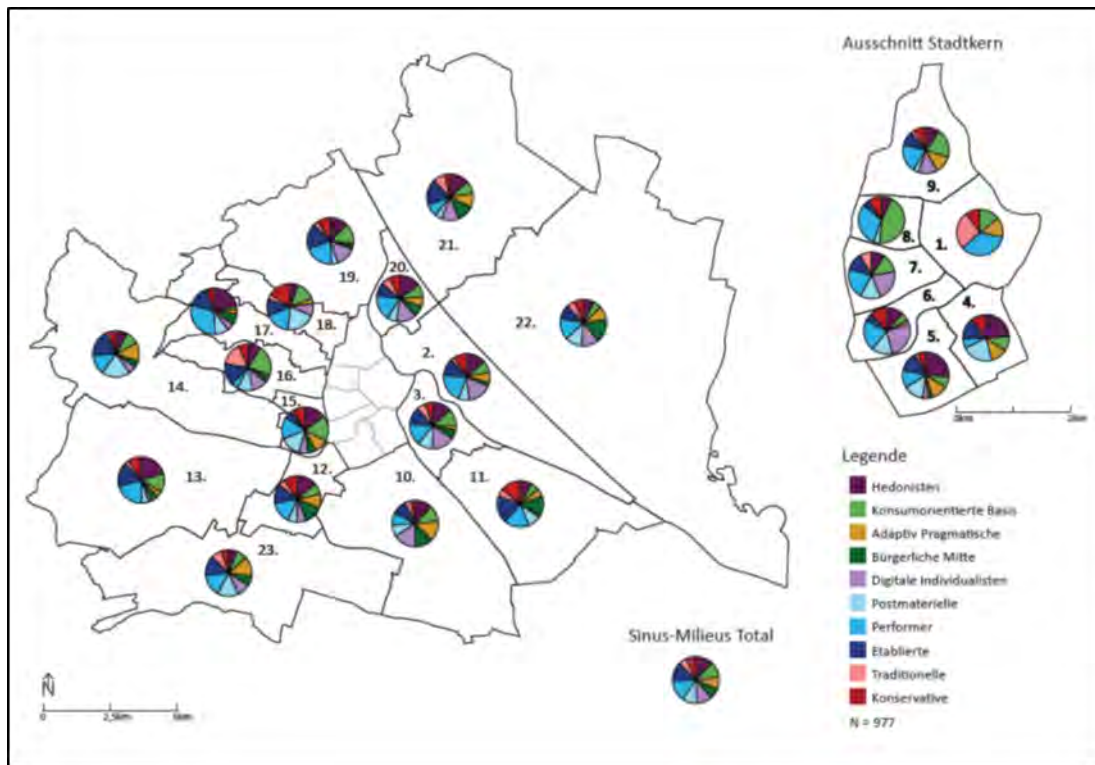 Ausschnitt Stadtkern
9.
8.
1.
7.
6.
4.
5.
21.
20.
19.
22.
18.
17.
2.
16.
14.
3.
15.
12.
10.
11.
13.
23.
Legende
Hedonisten
Konsumorientierte Basis
Adaptiv Pragmatische
Bürgerliche Mitte
Digitale Individualisten
Postmaterielle
Performer
Etablierte
Traditionelle
Konservative
N = 977
Sinus-Milieus Total
N
0 2,5km 5km